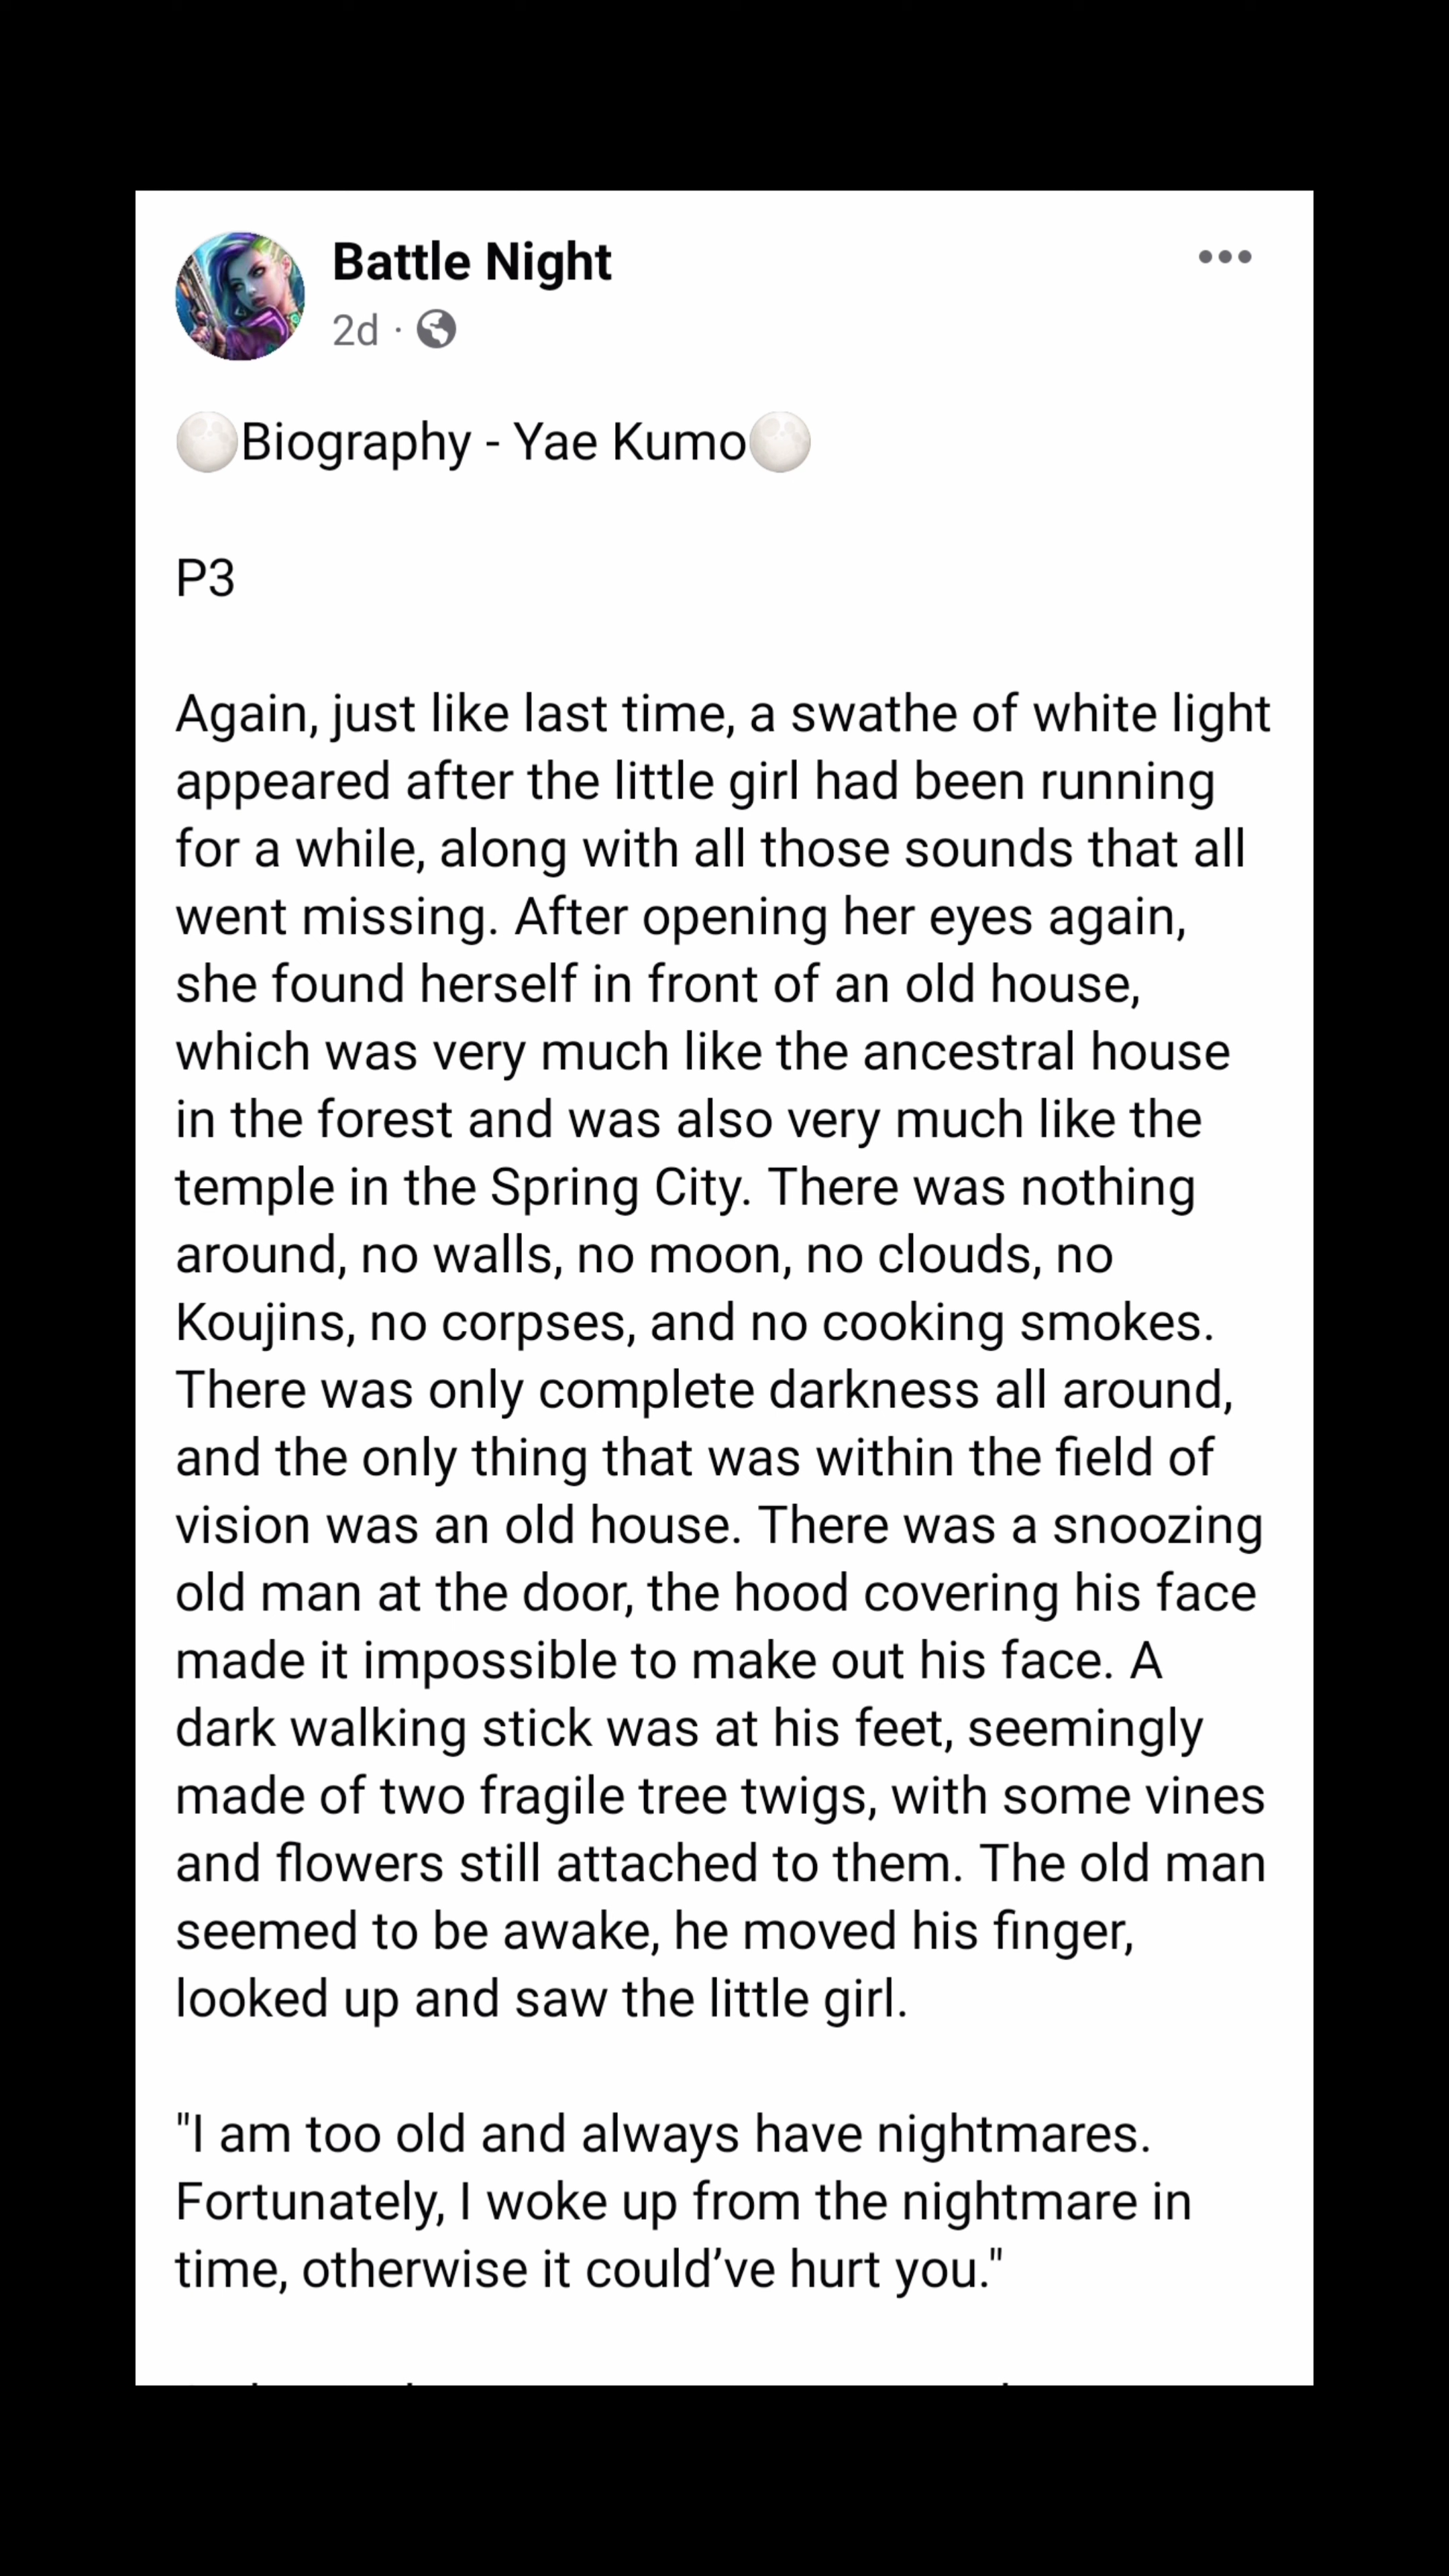 Battle Night
2d ·
🌕Biography - Yae Kumo🌕
P3
Again, just like last time, a swathe of white light
appeared after the little girl had been running
for a while, along with all those sounds that all
went missing. After opening her eyes again,
she found herself in front of an old house,
which was very much like the ancestral house
in the forest and was also very much like the
temple in the Spring City. There was nothing
around, no walls, no moon, no clouds, no
Koujins, no corpses, and no cooking smokes.
There was only complete darkness all around,
and the only thing that was within the field of
vision was an old house. There was a snoozing
old man at the door, the hood covering his face
made it impossible to make out his face. A
dark walking stick was at his feet, seemingly
made of two fragile tree twigs, with some vines
and flowers still attached to them. The old man
seemed to be awake, he moved his finger,
looked up and saw the little girl.
"I am too old and always have nightmares.
Fortunately, I woke up from the nightmare in
time, otherwise it could’ve hurt you."